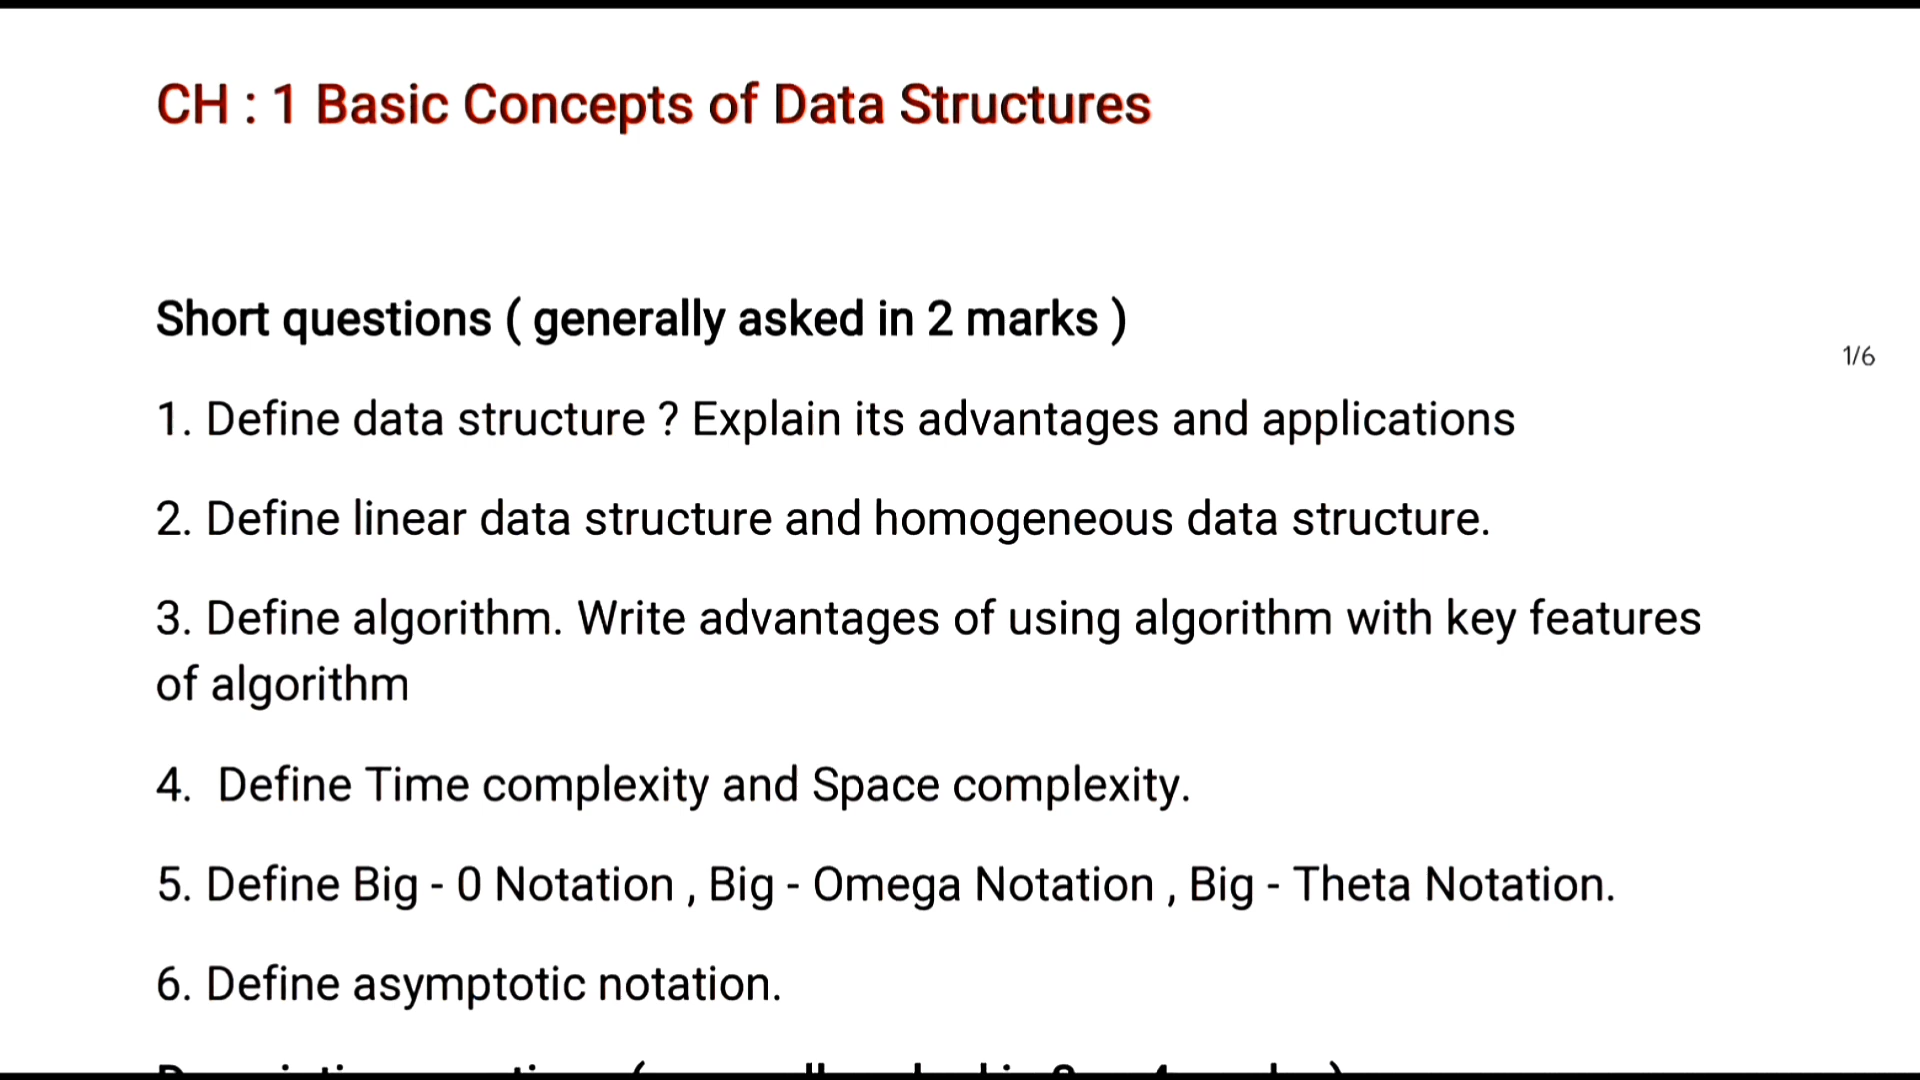 CH : 1 Basic Concepts of Data Structures
Short questions ( generally asked in 2 marks )
1/6
1. Define data structure ? Explain its advantages and applications
2. Define linear data structure and homogeneous data structure.
3. Define algorithm. Write advantages of using algorithm with key features
of algorithm
4.  Define Time complexity and Space complexity.
5. Define Big - 0 Notation , Big - Omega Notation , Big - Theta Notation.
6. Define asymptotic notation.